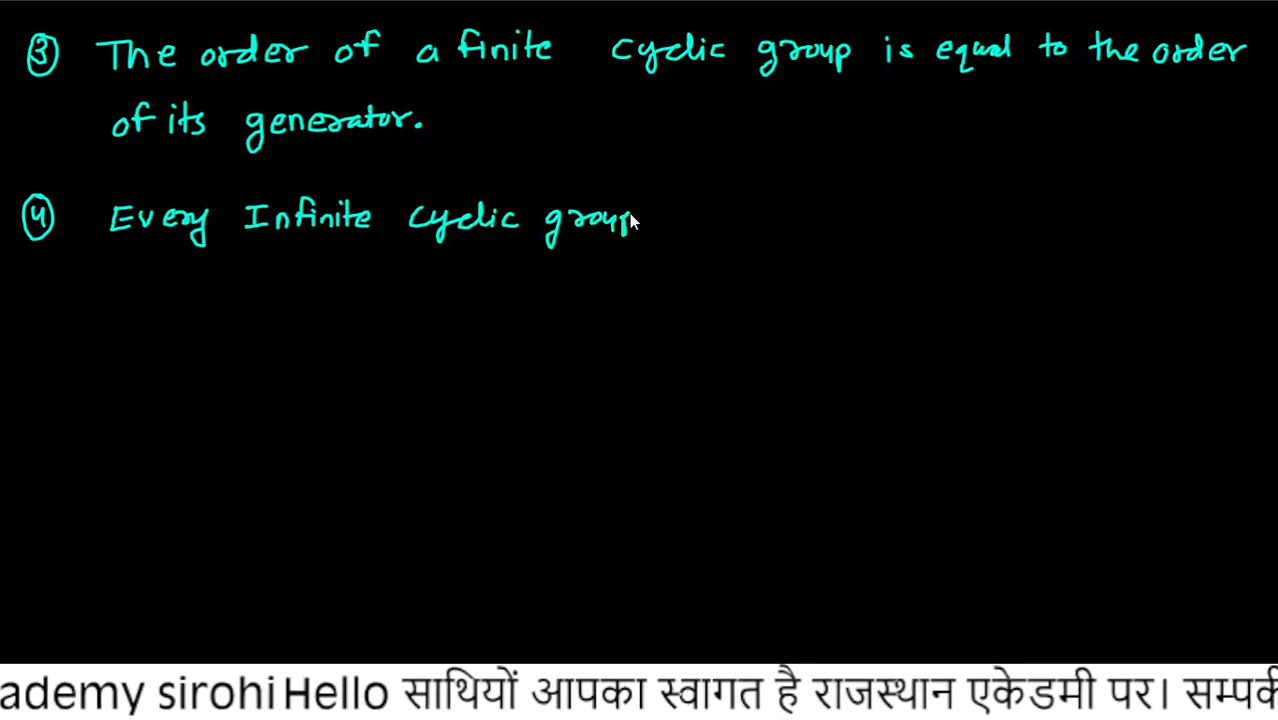 ③ The order of a finite cyclic group is equal to the order
of its generator.
④ Every Infinite cyclic group
ademy sirohi Hello साथियों आपका स्वागत है राजस्थान एकेडमी पर। सम्पर्क